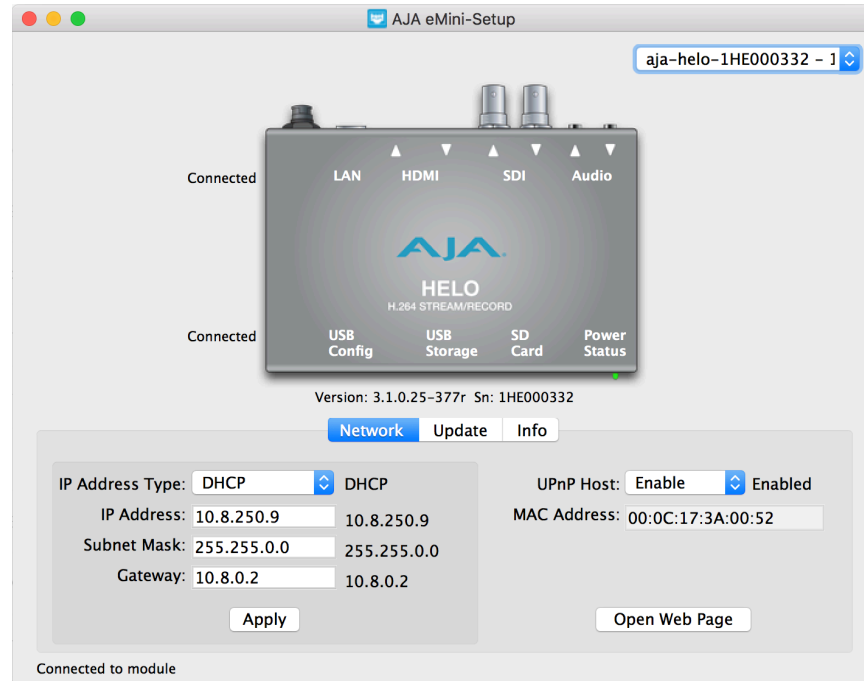 AJA eMini-Setup
aja-helo-1HE000332 - 1
Connected LAN HDMI SDI Audio
AJA
HELO
H.264 STREAM/RECORD
Connected
USB Config
USB Storage
SD Card
Power Status
Version: 3.1.0.25-377r Sn: 1HE000332
Network Update Info
IP Address Type: DHCP DHCP
IP Address: 10.8.250.9 10.8.250.9
Subnet Mask: 255.255.0.0 255.255.0.0
Gateway: 10.8.0.2 10.8.0.2
Apply
UPnP Host: Enable Enabled
MAC Address: 00:0C:17:3A:00:52
Open Web Page
Connected to module